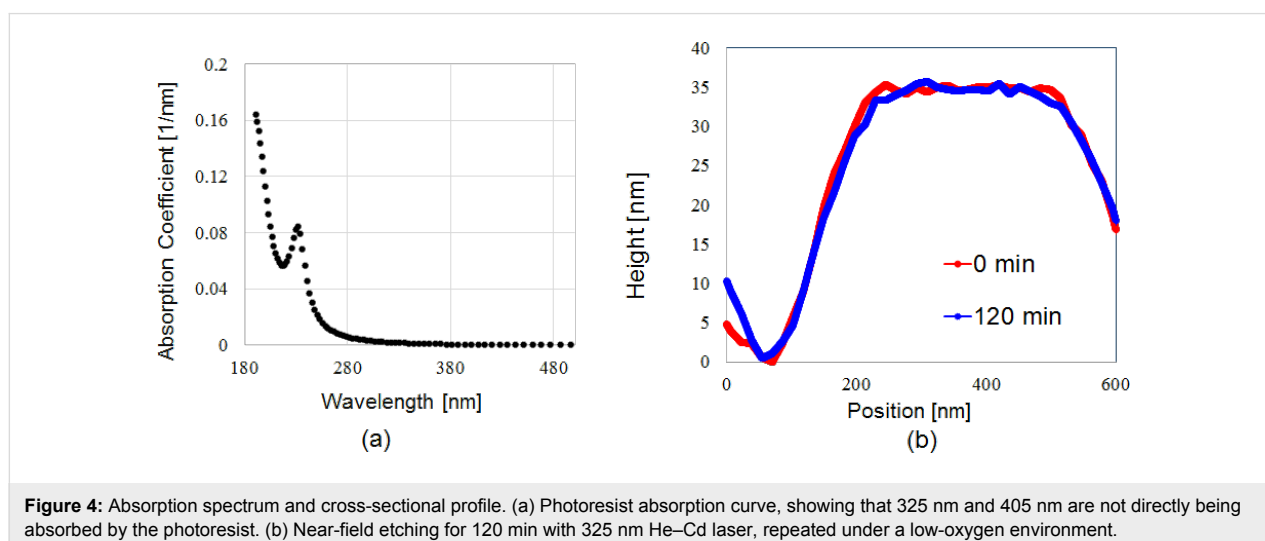 0.2
0.16
0.12
0.08
0.04
0
180
280
380
480
Absorption Coefficient [1/nm]
Wavelength [nm]
(a)
40
35
30
25
20
15
10
5
0
0
200
400
600
Height [nm]
0 min
120 min
Position [nm]
(b)
Figure 4: Absorption spectrum and cross-sectional profile. (a) Photoresist absorption curve, showing that 325 nm and 405 nm are not directly being
absorbed by the photoresist. (b) Near-field etching for 120 min with 325 nm He–Cd laser, repeated under a low-oxygen environment.